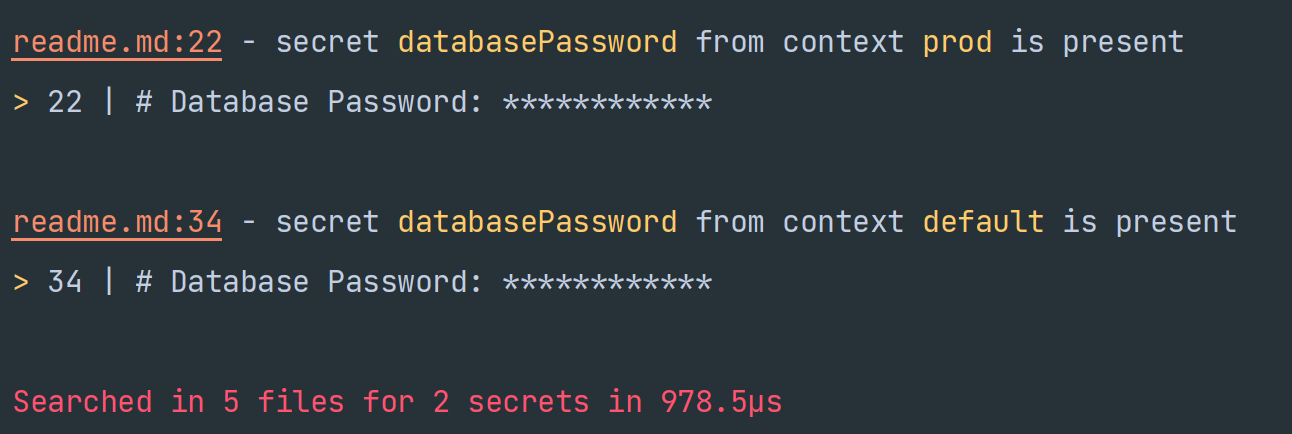 readme.md:22 - secret databasePassword from context prod is present
> 22 | # Database Password: ************
readme.md:34 - secret databasePassword from context default is present
> 34 | # Database Password: ************
Searched in 5 files for 2 secrets in 978.5µs